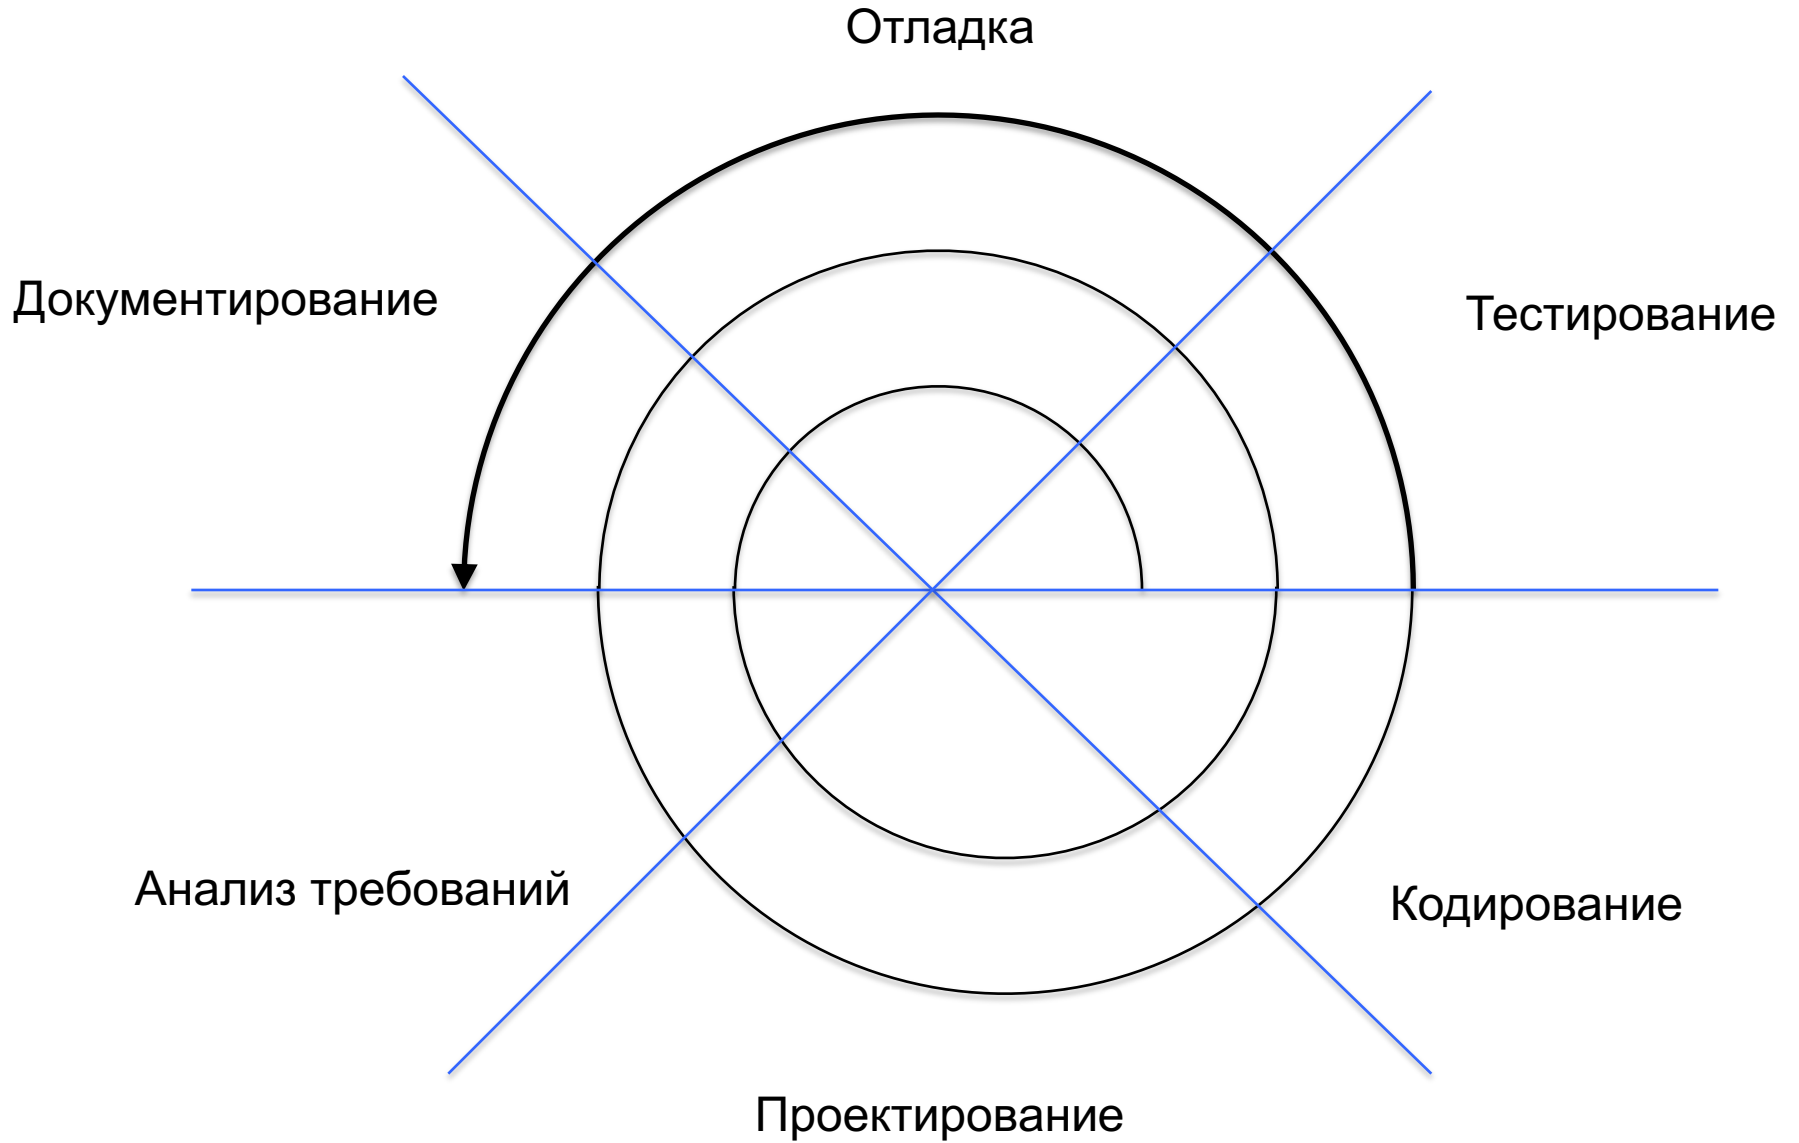 Отладка
Документирование
Тестирование
Анализ требований
Кодирование
Проектирование